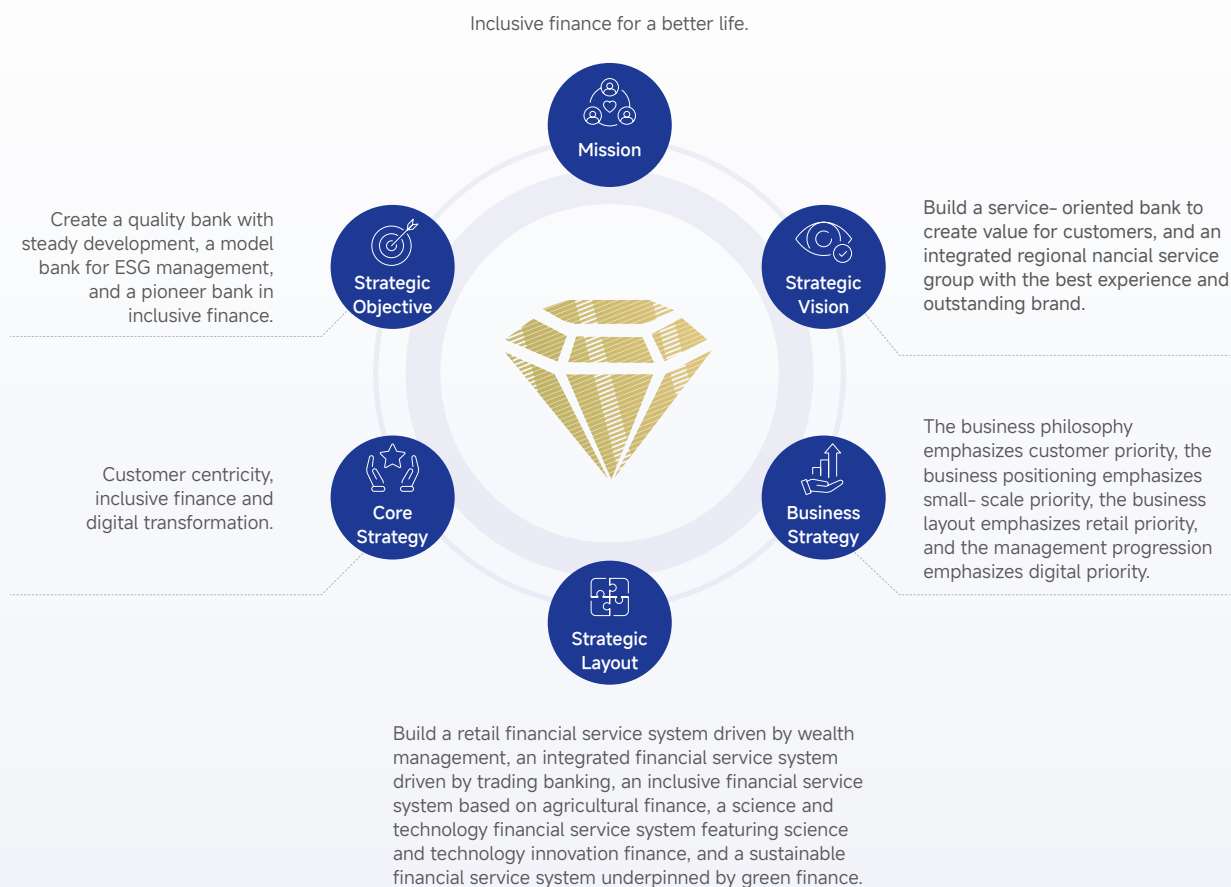 Inclusive finance for a better life.
Mission
Create a quality bank with
steady development, a model
bank for ESG management,
and a pioneer bank in
inclusive finance.
Strategic
Objective
Strategic
Vision
Build a service- oriented bank to
create value for customers, and an
integrated regional nancial service
group with the best experience and
outstanding brand.
Customer centricity,
inclusive finance and
digital transformation.
Core
Strategy
Business
Strategy
The business philosophy
emphasizes customer priority, the
business positioning emphasizes
small- scale priority, the business
layout emphasizes retail priority,
and the management progression
emphasizes digital priority.
Strategic
Layout
Build a retail financial service system driven by wealth
management, an integrated financial service system
driven by trading banking, an inclusive financial service
system based on agricultural finance, a science and
technology financial service system featuring science
and technology innovation finance, and a sustainable
financial service system underpinned by green finance.